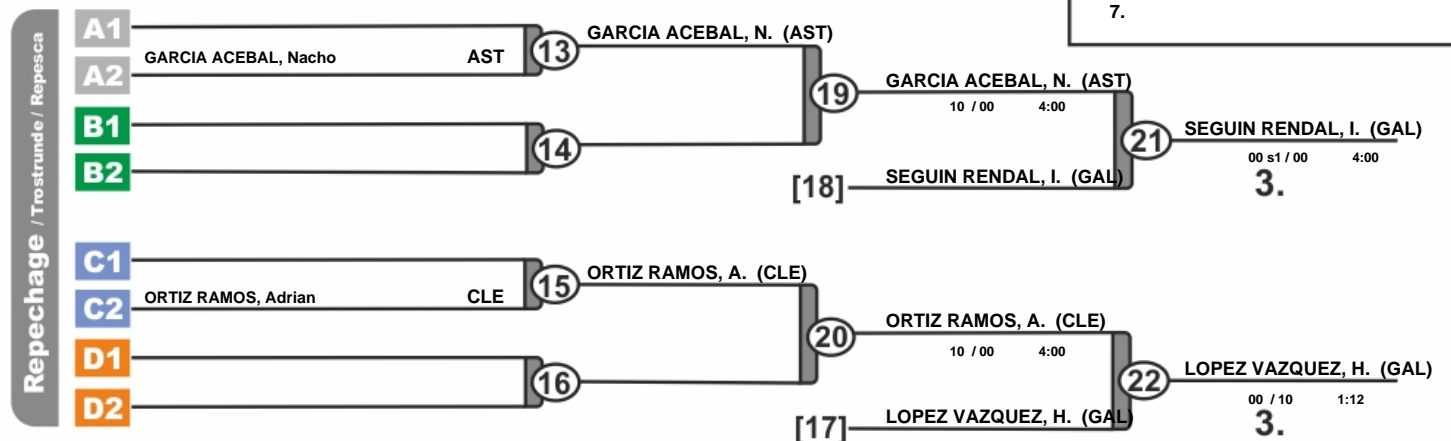 7.
Repechage / Trostrunde / Repesca
A1
GARCIA ACEBAL, Nacho AST
A2
13
GARCIA ACEBAL, N. (AST)
B1
14
B2
19
GARCIA ACEBAL, N. (AST)
10 / 00 4:00
[18] SEGUIN RENDAL, I. (GAL)
21
SEGUIN RENDAL, I. (GAL)
00 s1 / 00 4:00
3.
C1
ORTIZ RAMOS, Adrian CLE
C2
15
ORTIZ RAMOS, A. (CLE)
D1
16
D2
20
ORTIZ RAMOS, A. (CLE)
10 / 00 4:00
[17] LOPEZ VAZQUEZ, H. (GAL)
22
LOPEZ VAZQUEZ, H. (GAL)
00 / 10 1:12
3.